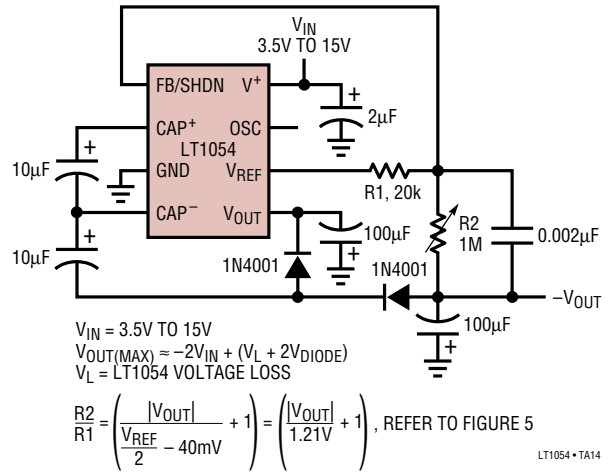 V_IN
3.5V TO 15V
FB/SHDN V+
+
2µF
CAP+ OSC
LT1054
+
10µF
GND
V_REF
R1, 20k
CAP− V_OUT
+
100µF
R2
1M
0.002µF
+
10µF
1N4001
1N4001
−V_OUT
100µF
+
V_IN = 3.5V TO 15V
V_OUT(MAX) ≈ −2V_IN + (V_L + 2V_DIODE)
V_L = LT1054 VOLTAGE LOSS
R2/R1 = (|V_OUT| / (V_REF/2 − 40mV) + 1) = (|V_OUT|/1.21V + 1), REFER TO FIGURE 5
LT1054 • TA14